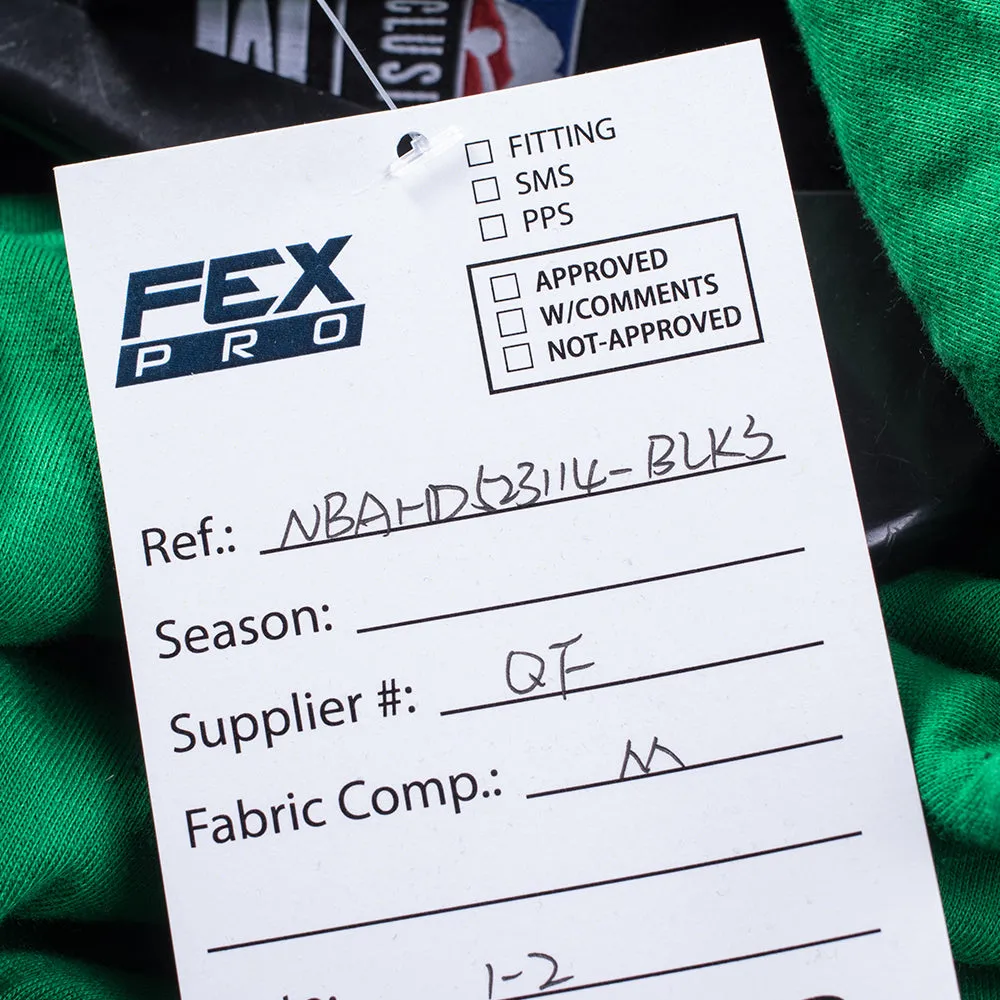 CLUSI
FITTING
SMS
PPS
FEX
PRO
APPROVED
W/COMMENTS
NOT-APPROVED
Ref.: NBAHD523114-BLK3
Season:
Supplier #: QF
Fabric Comp.: M
1-2